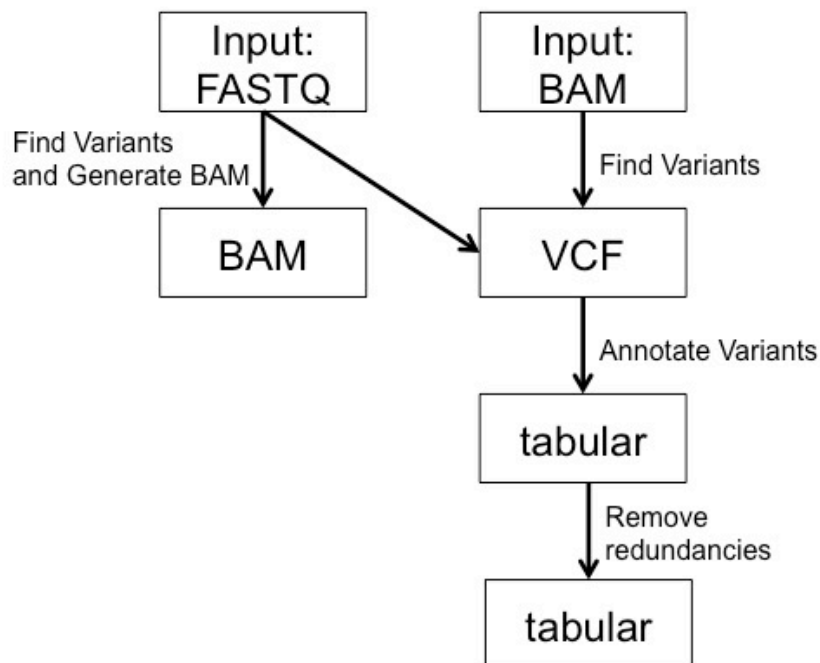 Input:
FASTQ
Input:
BAM
Find Variants
and Generate BAM
Find Variants
BAM
VCF
Annotate Variants
tabular
Remove
redundancies
tabular